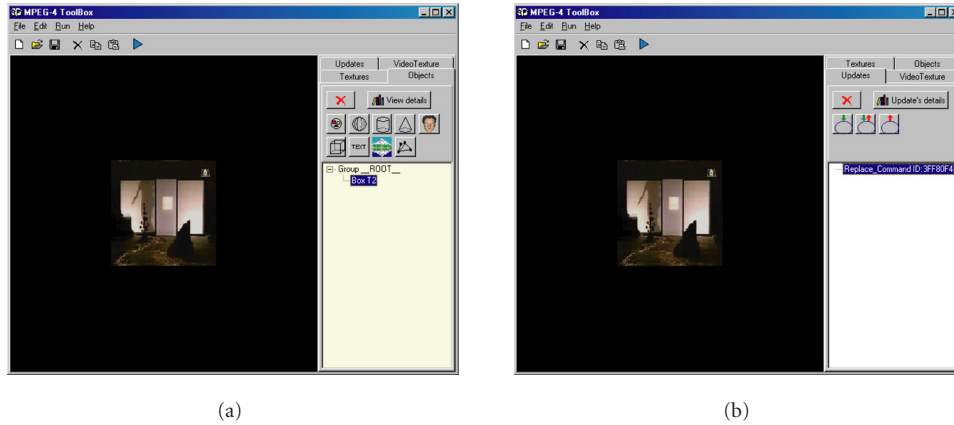 MPEG-4 ToolBox
File Edit Run Help
Updates VideoTexture
Textures Objects
View details
TEXT
Group __ROOT__
Box T2
(a)
MPEG-4 ToolBox
File Edit Run Help
Textures Objects
Updates VideoTexture
Update's details
Replace_Command ID:3FF80F4
(b)